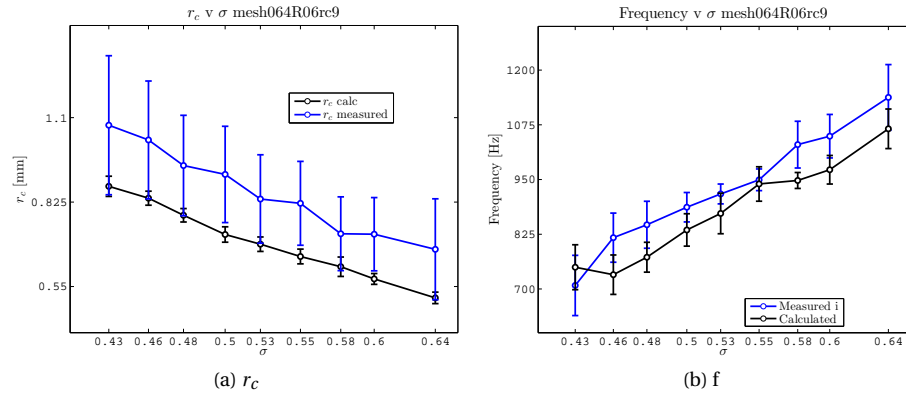 r_c v σ mesh064R06rc9
r_c calc
r_c measured
1.1
0.825
0.55
r_c [mm]
0.43 0.46 0.48 0.5 0.53 0.55 0.58 0.6 0.64
σ
(a) r_c
Frequency v σ mesh064R06rc9
1200
1075
950
825
700
Frequency [Hz]
Measured i
Calculated
0.43 0.46 0.48 0.5 0.53 0.55 0.58 0.6 0.64
σ
(b) f